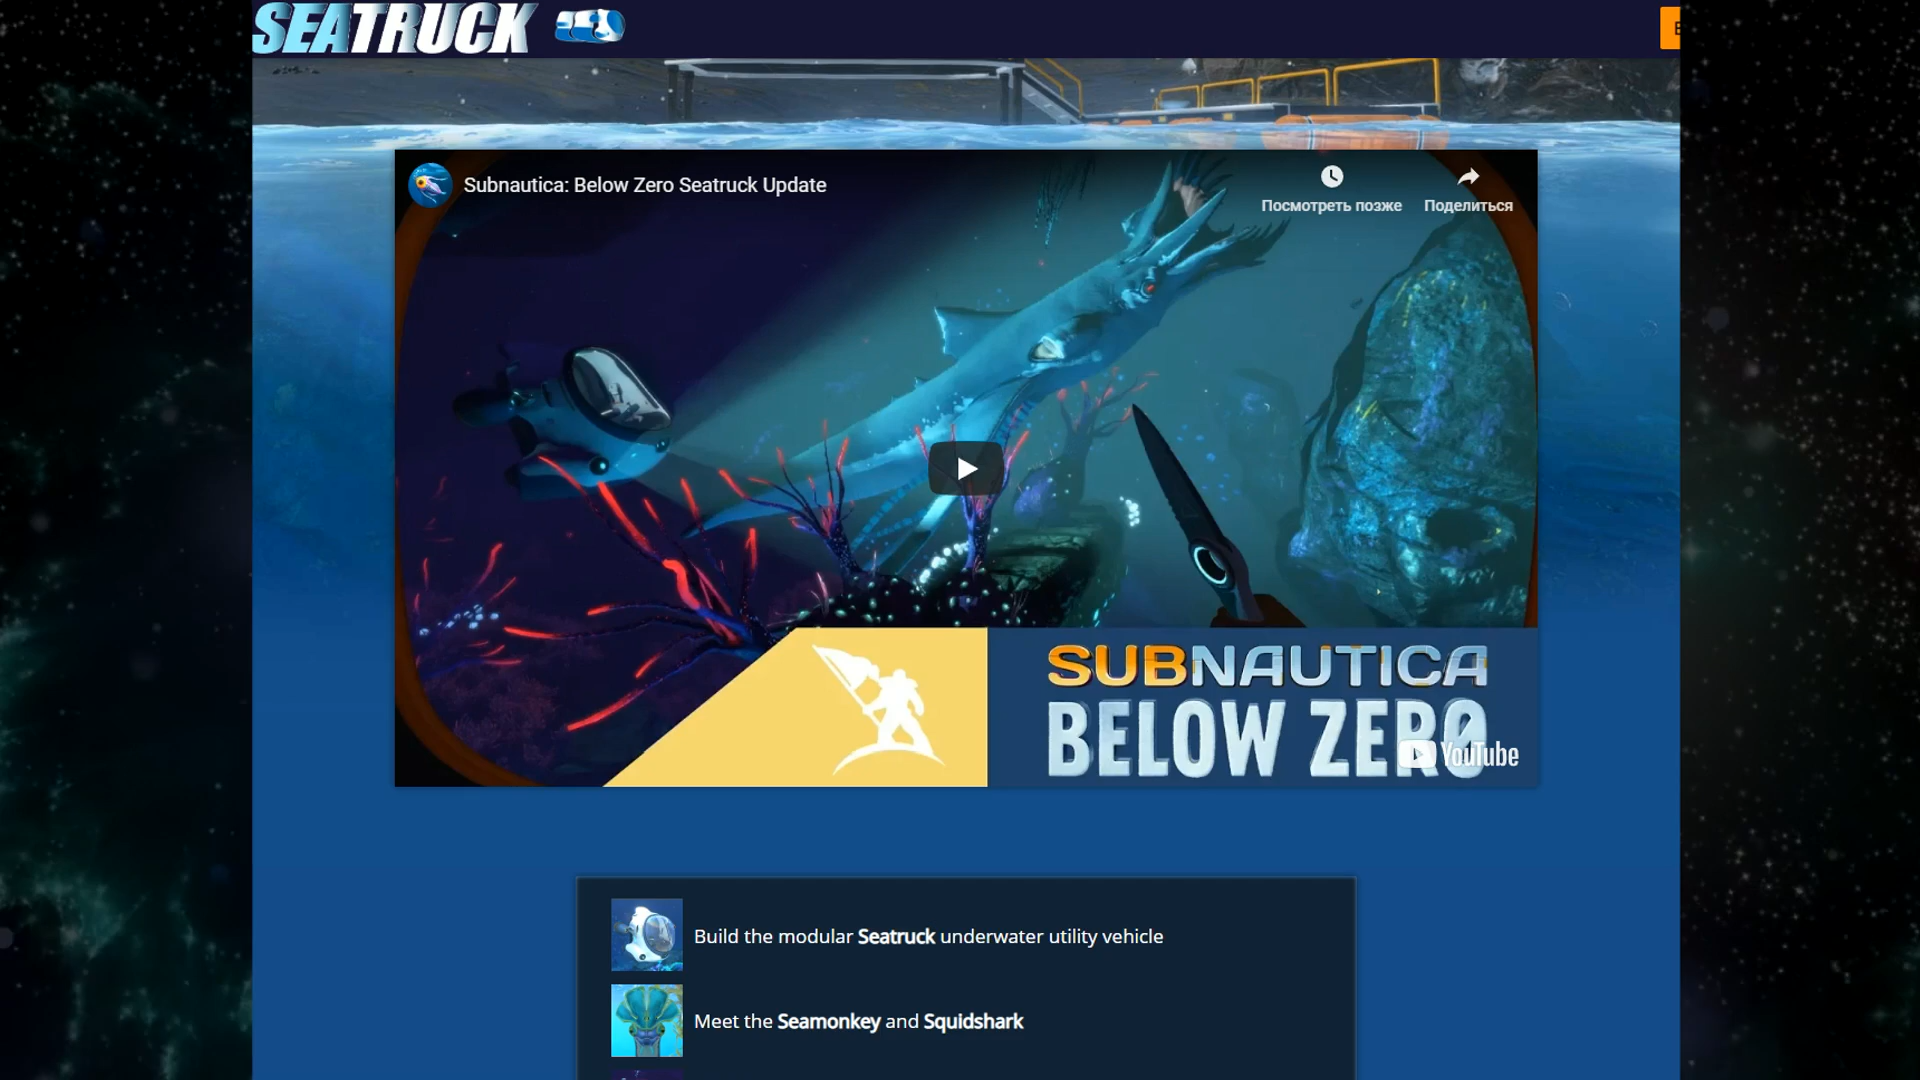 SEATRUCK
Subnautica: Below Zero Seatruck Update
Посмотреть позже
Поделиться
SUBNAUTICA
BELOW ZERO
YouTube
Build the modular Seatruck underwater utility vehicle
Meet the Seamonkey and Squidshark